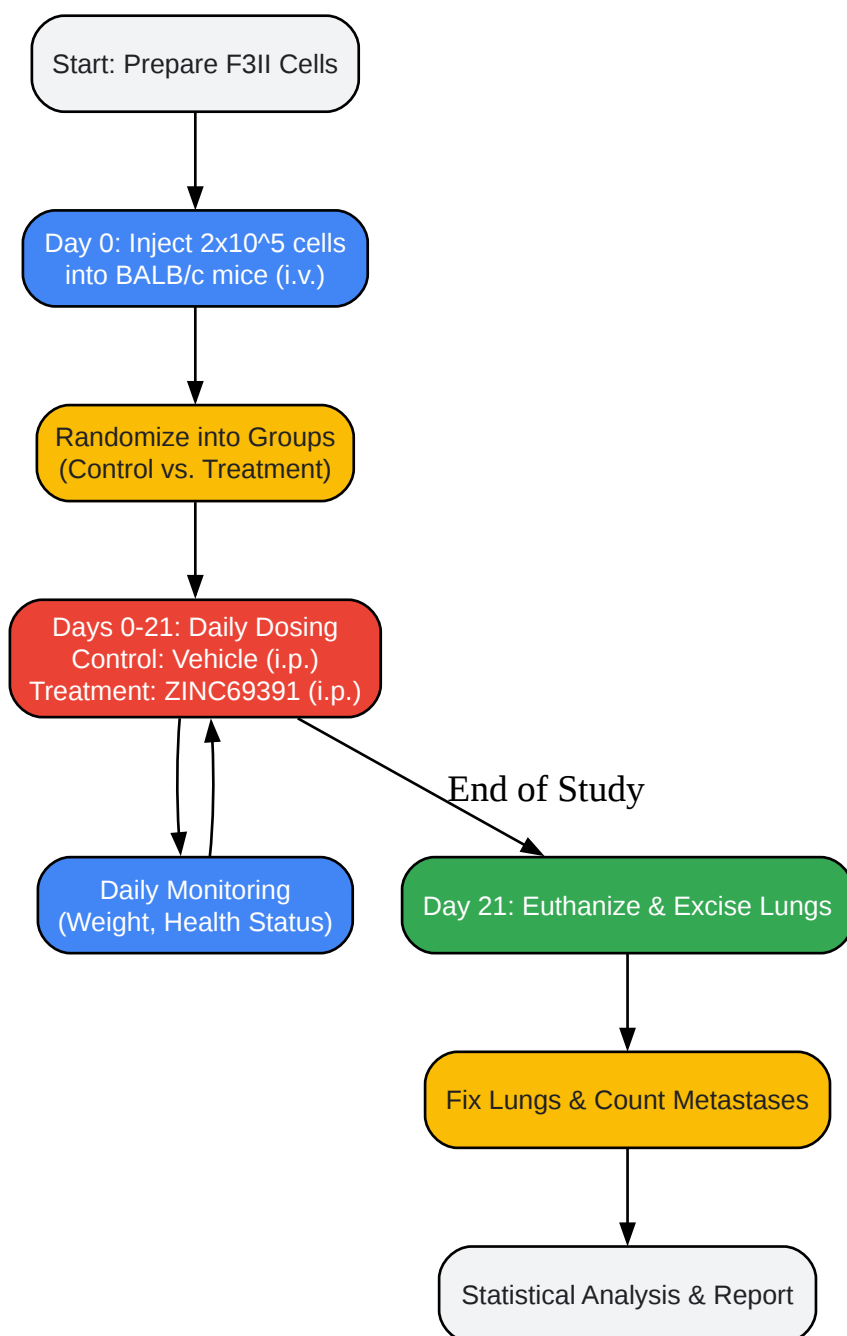 Start: Prepare F3II Cells
Day 0: Inject 2x10^5 cells
into BALB/c mice (i.v.)
Randomize into Groups
(Control vs. Treatment)
Days 0-21: Daily Dosing
Control: Vehicle (i.p.)
Treatment: ZINC69391 (i.p.)
End of Study
Daily Monitoring
(Weight, Health Status)
Day 21: Euthanize & Excise Lungs
Fix Lungs & Count Metastases
Statistical Analysis & Report